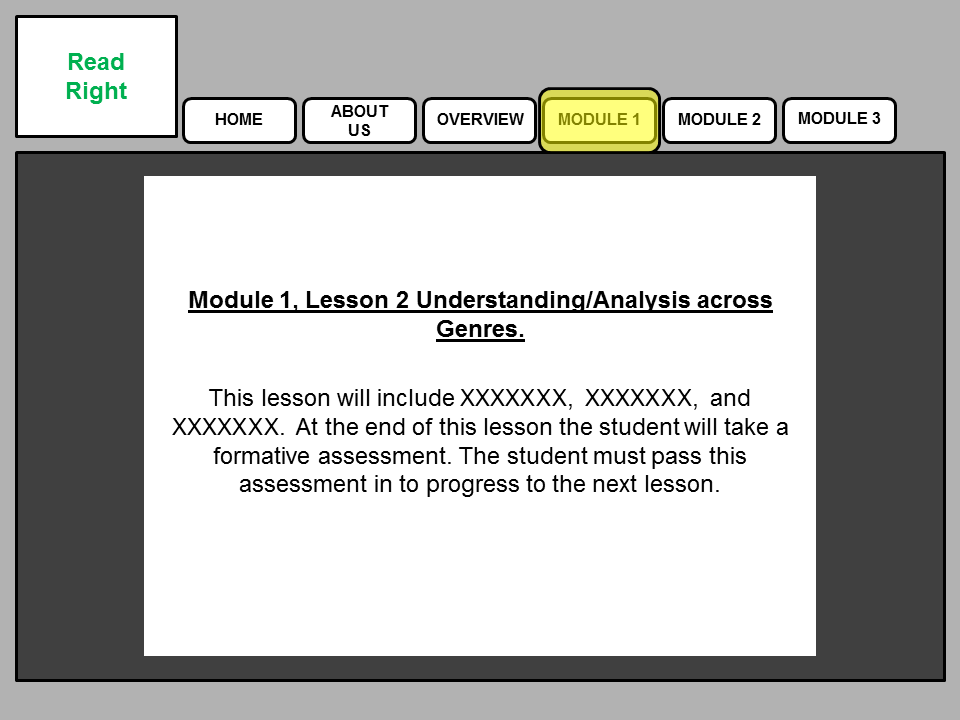 Read
Right
HOME
ABOUT
US
OVERVIEW
MODULE 1
MODULE 2
MODULE 3
Module 1, Lesson 2 Understanding/Analysis across
Genres.
This lesson will include XXXXXXX,  XXXXXXX,  and
XXXXXXX.  At the end of this lesson the student will take a
formative assessment. The student must pass this
assessment in to progress to the next lesson.